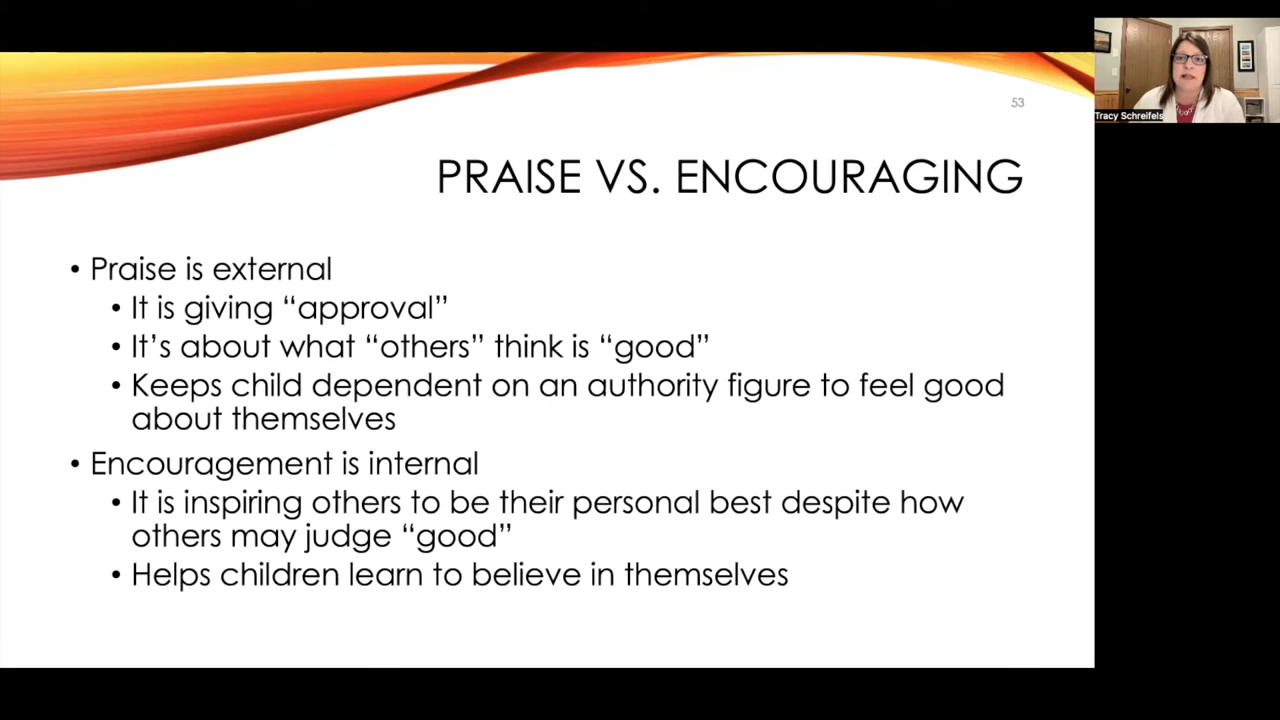 Tracy Schreifels
53
PRAISE VS. ENCOURAGING
• Praise is external
• It is giving “approval”
• It’s about what “others” think is “good”
• Keeps child dependent on an authority figure to feel good
about themselves
• Encouragement is internal
• It is inspiring others to be their personal best despite how
others may judge “good”
• Helps children learn to believe in themselves